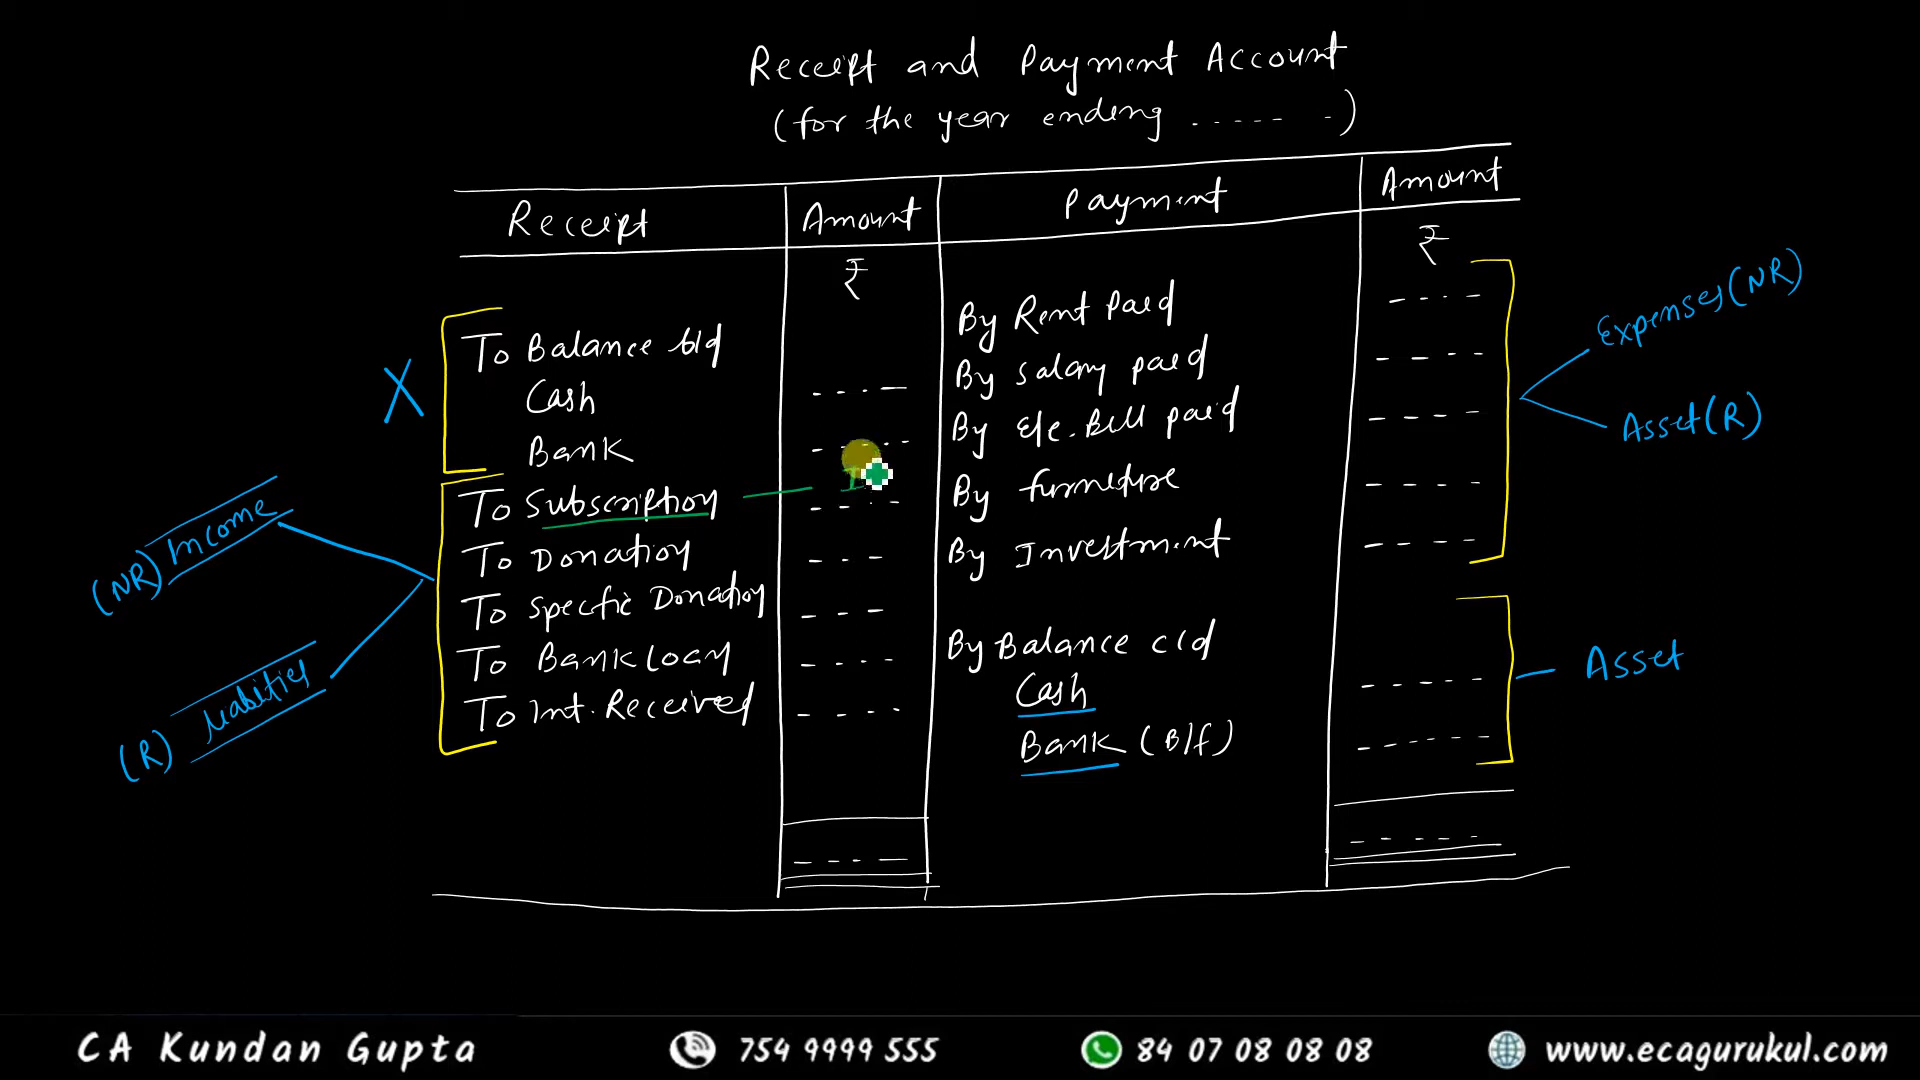 Receipt and Payment Account
(for the year ending ..... .)
Receipt Amount Payment Amount
₹ ₹
To Balance b/d
Cash
Bank
To Subscription
To Donation
To Specfic Donation
To Bank Loan
To Int. Received
By Rent Paid
By Salary paid
By Ele. Bill paid
By furniture
By Investment
By Balance c/d
Cash
Bank (B/f)
X
(NR) Income
(R) Liabilities
Expenses (NR)
Asset (R)
Asset
I
CA Kundan Gupta 754 9999 555 84 07 08 08 08 www.ecagurukul.com